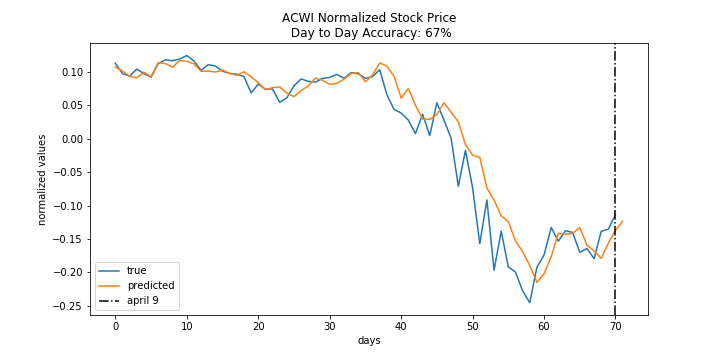 ACWI Normalized Stock Price
Day to Day Accuracy: 67%
normalized values
0.10
0.05
0.00
−0.05
−0.10
−0.15
−0.20
−0.25
true
predicted
april 9
0 10 20 30 40 50 60 70
days